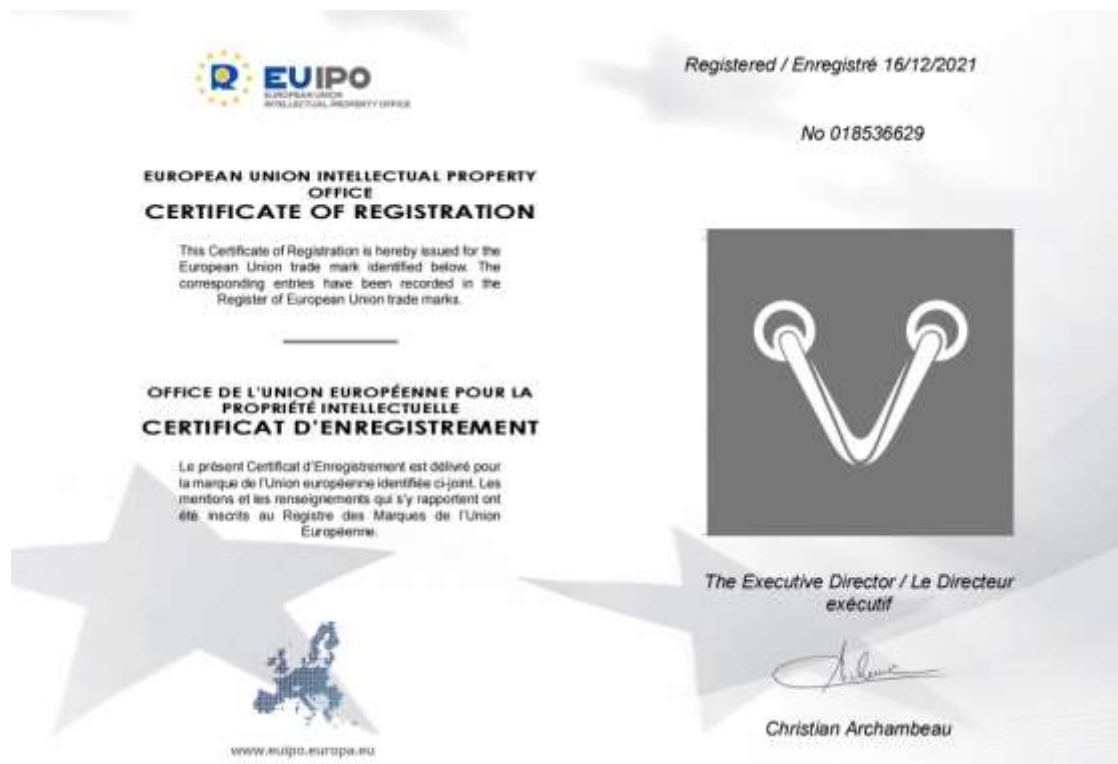 EUIPO
EUROPEAN UNION
INTELLECTUAL PROPERTY OFFICE
EUROPEAN UNION INTELLECTUAL PROPERTY
OFFICE
CERTIFICATE OF REGISTRATION
This Certificate of Registration is hereby issued for the
European Union trade mark identified below. The
corresponding entries have been recorded in the
Register of European Union trade marks.
OFFICE DE L'UNION EUROPÉENNE POUR LA
PROPRIÉTÉ INTELLECTUELLE
CERTIFICAT D'ENREGISTREMENT
Le présent Certificat d'Enregistrement est délivré pour
la marque de l'Union européenne identifiée ci-joint. Les
mentions et les renseignements qui s'y rapportent ont
été inscrits au Registre des Marques de l'Union
Européenne.
www.euipo.europa.eu
Registered / Enregistré 16/12/2021
No 018536629
The Executive Director / Le Directeur
exécutif
Christian Archambeau